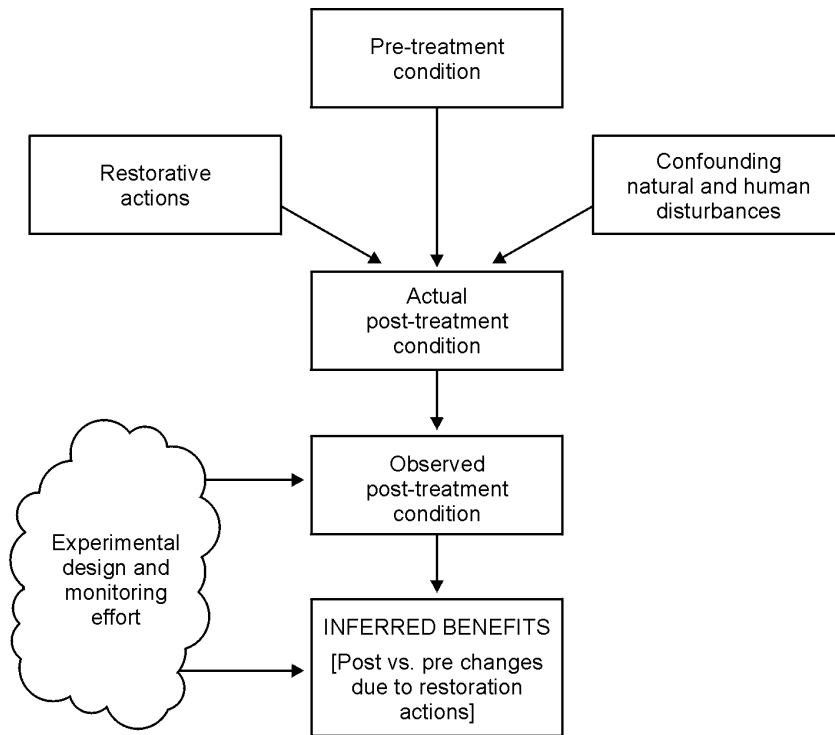 Pre-treatment
condition
Restorative
actions
Confounding
natural and human
disturbances
Actual
post-treatment
condition
Observed
post-treatment
condition
Experimental
design and
monitoring
effort
INFERRED BENEFITS
[Post vs. pre changes
due to restoration
actions]